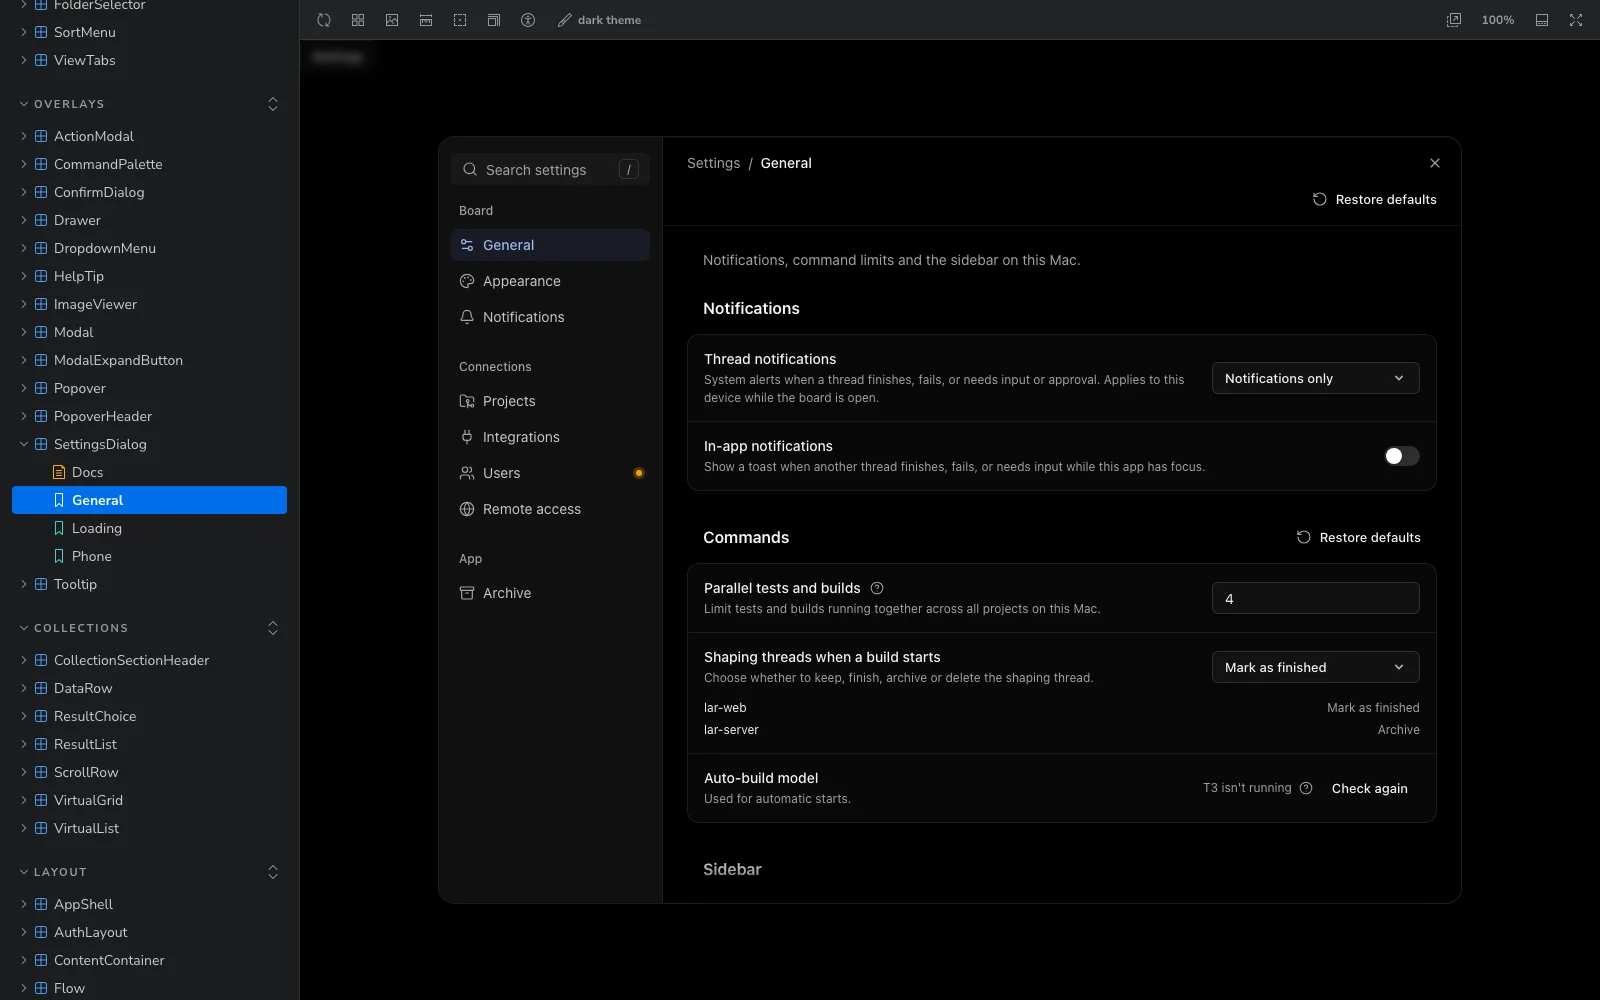 FolderSelector
SortMenu
ViewTabs
OVERLAYS
ActionModal
CommandPalette
ConfirmDialog
Drawer
DropdownMenu
HelpTip
ImageViewer
Modal
ModalExpandButton
Popover
PopoverHeader
SettingsDialog
Docs
General
Loading
Phone
Tooltip
COLLECTIONS
CollectionSectionHeader
DataRow
ResultChoice
ResultList
ScrollRow
VirtualGrid
VirtualList
LAYOUT
AppShell
AuthLayout
ContentContainer
Flow
dark theme
100%
Search settings /
Board
General
Appearance
Notifications
Connections
Projects
Integrations
Users
Remote access
App
Archive
Settings / General
Restore defaults
Notifications, command limits and the sidebar on this Mac.
Notifications
Thread notifications
System alerts when a thread finishes, fails, or needs input or approval. Applies to this
device while the board is open.
Notifications only
In-app notifications
Show a toast when another thread finishes, fails, or needs input while this app has focus.
Commands
Restore defaults
Parallel tests and builds
Limit tests and builds running together across all projects on this Mac.
4
Shaping threads when a build starts
Choose whether to keep, finish, archive or delete the shaping thread.
Mark as finished
lar-web Mark as finished
lar-server Archive
Auto-build model
Used for automatic starts.
T3 isn't running
Check again
Sidebar